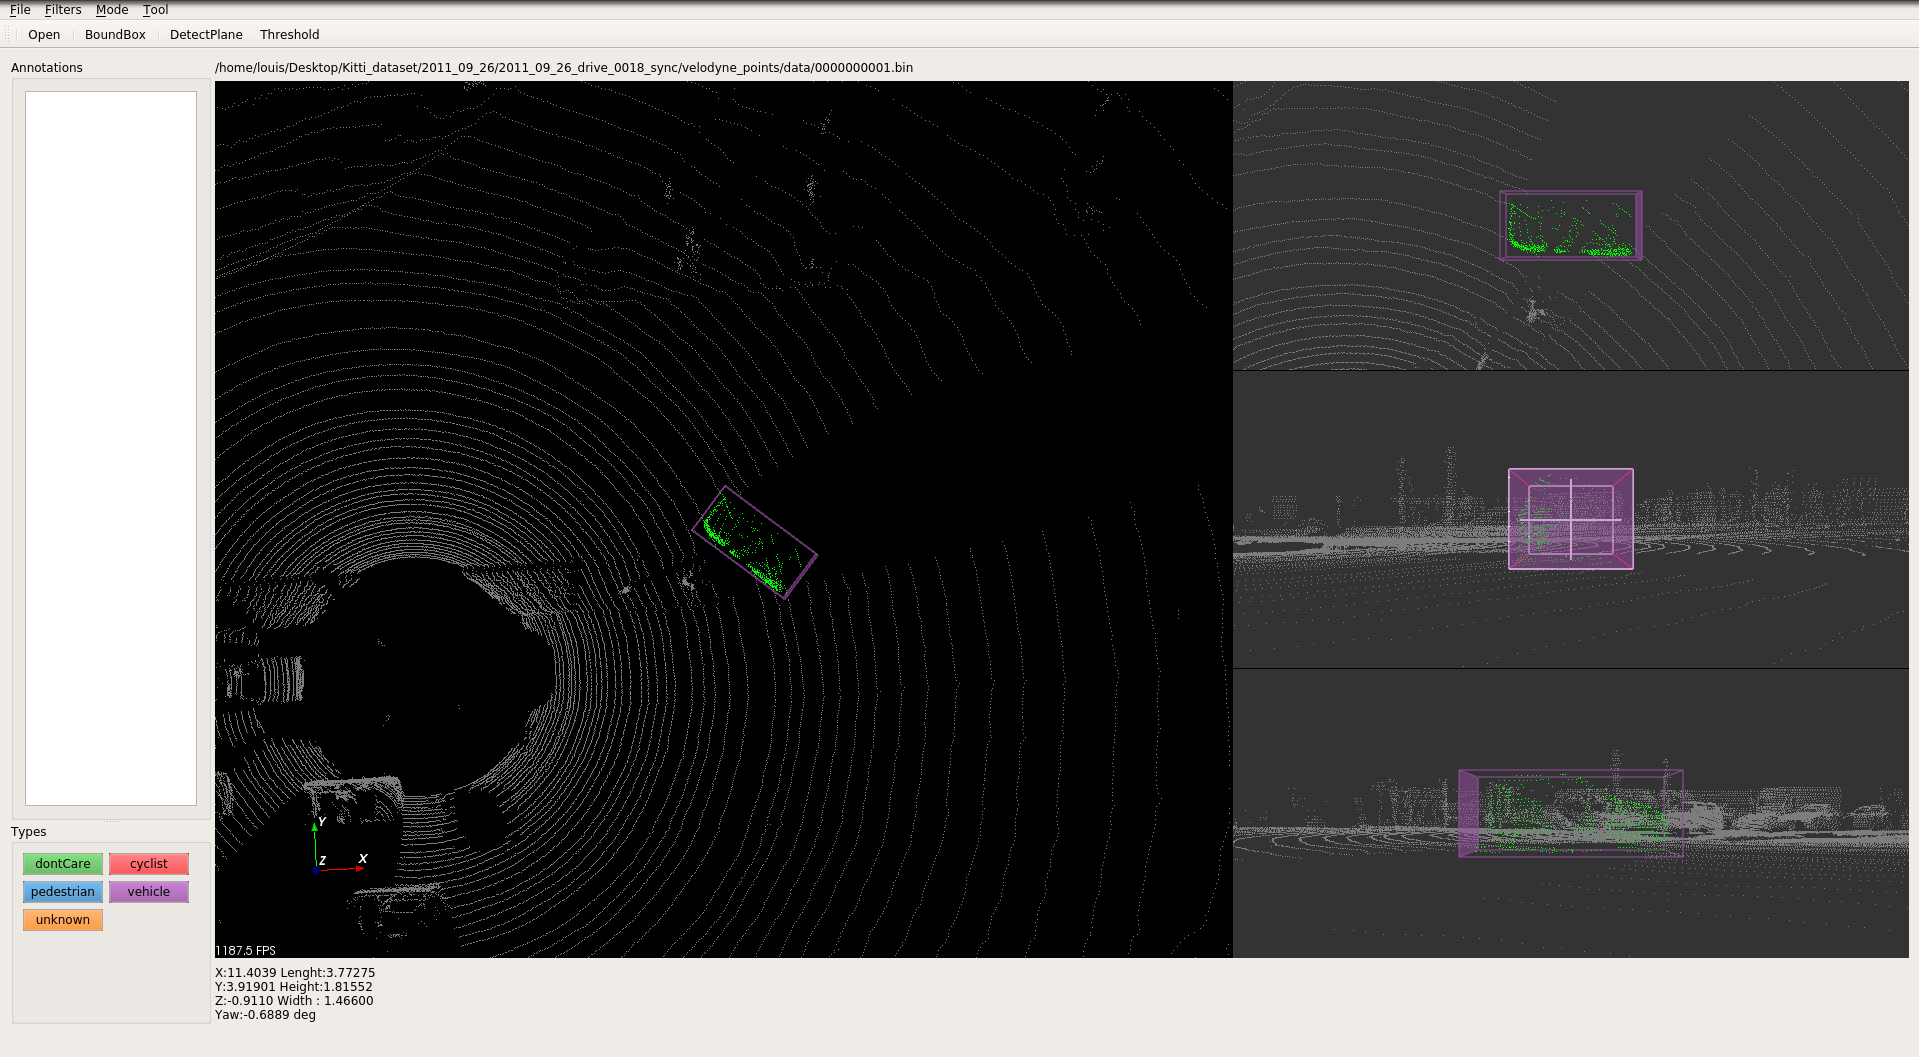 File Filters Mode Tool
Open BoundBox DetectPlane Threshold
Annotations
/home/louis/Desktop/Kitti_dataset/2011_09_26/2011_09_26_drive_0018_sync/velodyne_points/data/0000000001.bin
Types
dontCare cyclist
pedestrian vehicle
unknown
Y
Z X
1187.5 FPS
X:11.4039 Lenght:3.77275
Y:3.91901 Height:1.81552
Z:-0.9110 Width : 1.46600
Yaw:-0.6889 deg